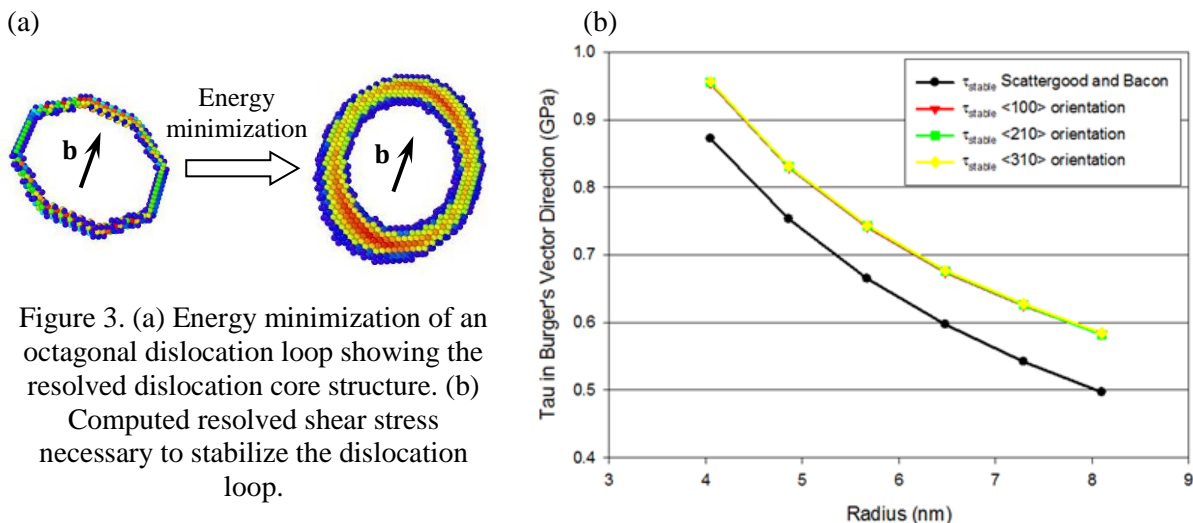 (a)
b
Energy
minimization
b
Figure 3. (a) Energy minimization of an
octagonal dislocation loop showing the
resolved dislocation core structure. (b)
Computed resolved shear stress
necessary to stabilize the dislocation
loop.
(b)
Tau in Burger's Vector Direction (GPa)
1.0
0.9
0.8
0.7
0.6
0.5
0.4
τstable Scattergood and Bacon
τstable <100> orientation
τstable <210> orientation
τstable <310> orientation
3 4 5 6 7 8 9
Radius (nm)